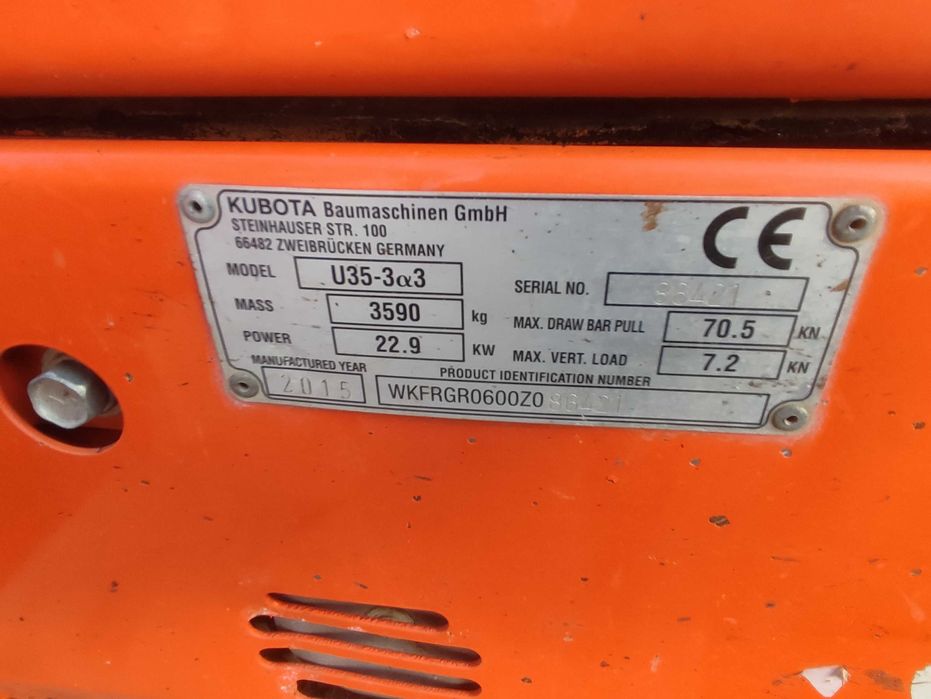 KUBOTA Baumaschinen GmbH
STEINHAUSER STR. 100
66482 ZWEIBRÜCKEN GERMANY
CE
MODEL U35-3α3
MASS 3590 kg
POWER 22.9 KW
SERIAL NO.
MAX. DRAW BAR PULL 70.5 KN
MAX. VERT. LOAD 7.2 KN
MANUFACTURED YEAR
2015
PRODUCT IDENTIFICATION NUMBER
WKFRGR0600Z0